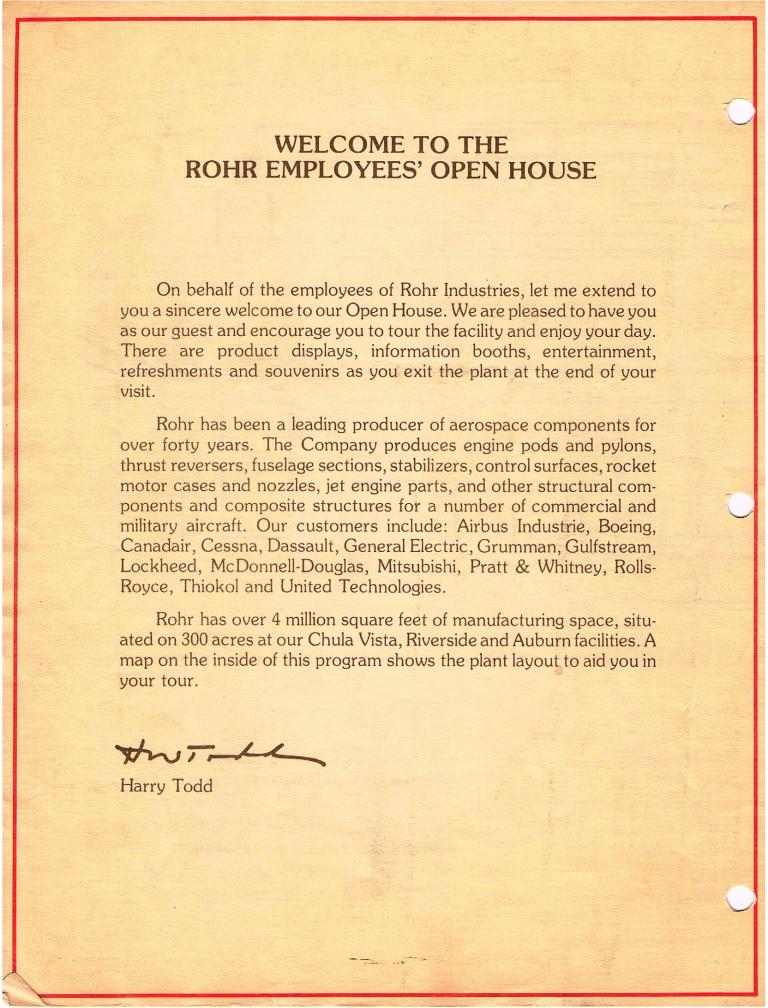 WELCOME TO THE
ROHR EMPLOYEES’ OPEN HOUSE
On behalf of the employees of Rohr Industries, let me extend to
you a sincere welcome to our Open House. We are pleased to have you
as our guest and encourage you to tour the facility and enjoy your day.
There are product displays, information booths, entertainment,
refreshments and souvenirs as you exit the plant at the end of your
visit.
Rohr has been a leading producer of aerospace components for
over forty years. The Company produces engine pods and pylons,
thrust reversers, fuselage sections, stabilizers, control surfaces, rocket
motor cases and nozzles, jet engine parts, and other structural com-
ponents and composite structures for a number of commercial and
military aircraft. Our customers include: Airbus Industrie, Boeing,
Canadair, Cessna, Dassault, General Electric, Grumman, Gulfstream,
Lockheed, McDonnell-Douglas, Mitsubishi, Pratt & Whitney, Rolls-
Royce, Thiokol and United Technologies.
Rohr has over 4 million square feet of manufacturing space, situ-
ated on 300 acres at our Chula Vista, Riverside and Auburn facilities. A
map on the inside of this program shows the plant layout to aid you in
your tour.
HW Todd
Harry Todd